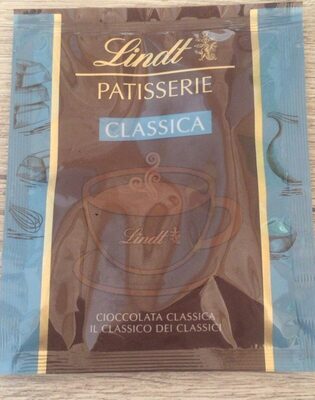 Lindt
PATISSERIE
CLASSICA
Lindt
CIOCCOLATA CLASSICA
IL CLASSICO DEI CLASSICI